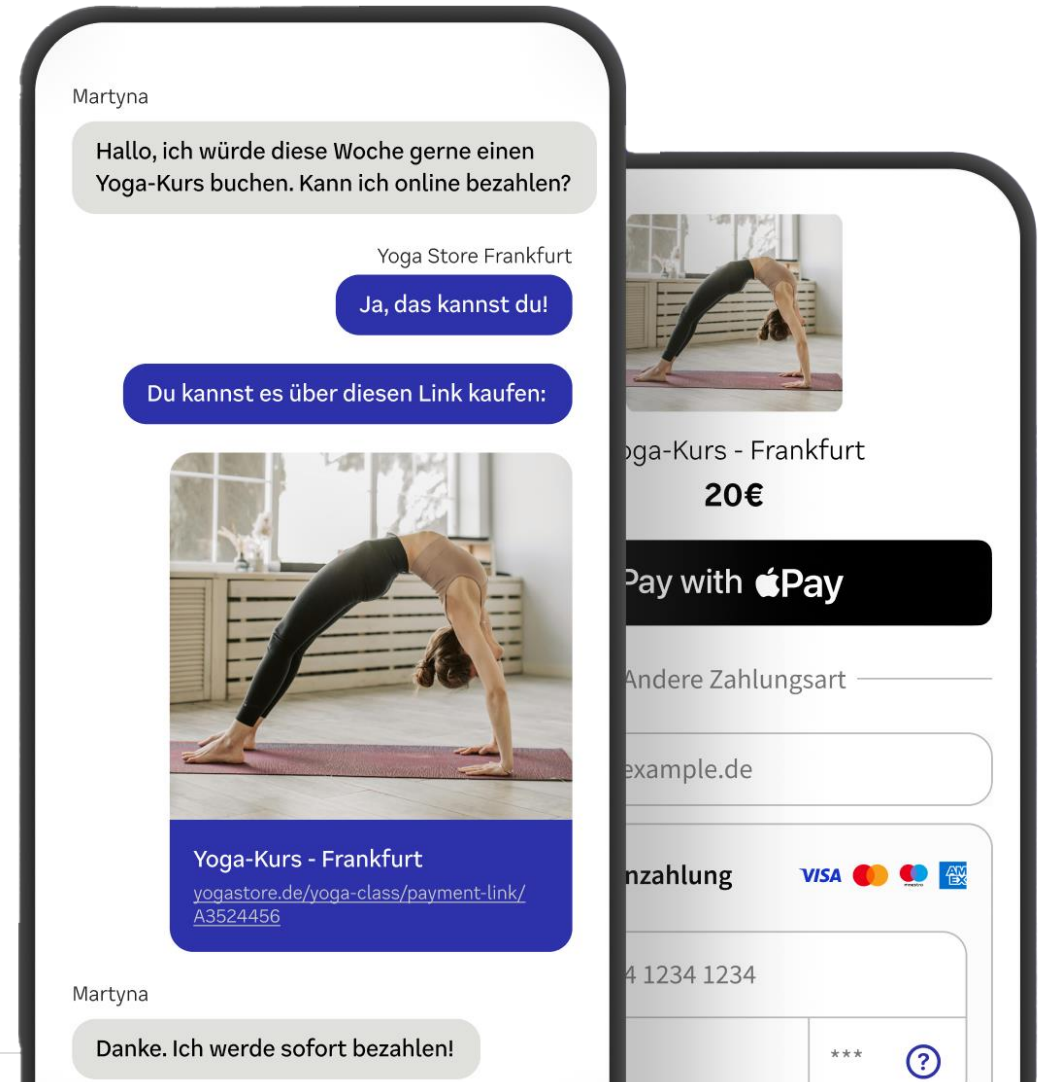 Martyna
Hallo, ich würde diese Woche gerne einen
Yoga-Kurs buchen. Kann ich online bezahlen?
Yoga Store Frankfurt
Ja, das kannst du!
Du kannst es über diesen Link kaufen:
Yoga-Kurs - Frankfurt
yogastore.de/yoga-class/payment-link/
A3524456
Martyna
Danke. Ich werde sofort bezahlen!
oga-Kurs - Frankfurt
20€
Pay with Pay
Andere Zahlungsart
example.de
nzahlung VISA AM EX
4 1234 1234
*** ?